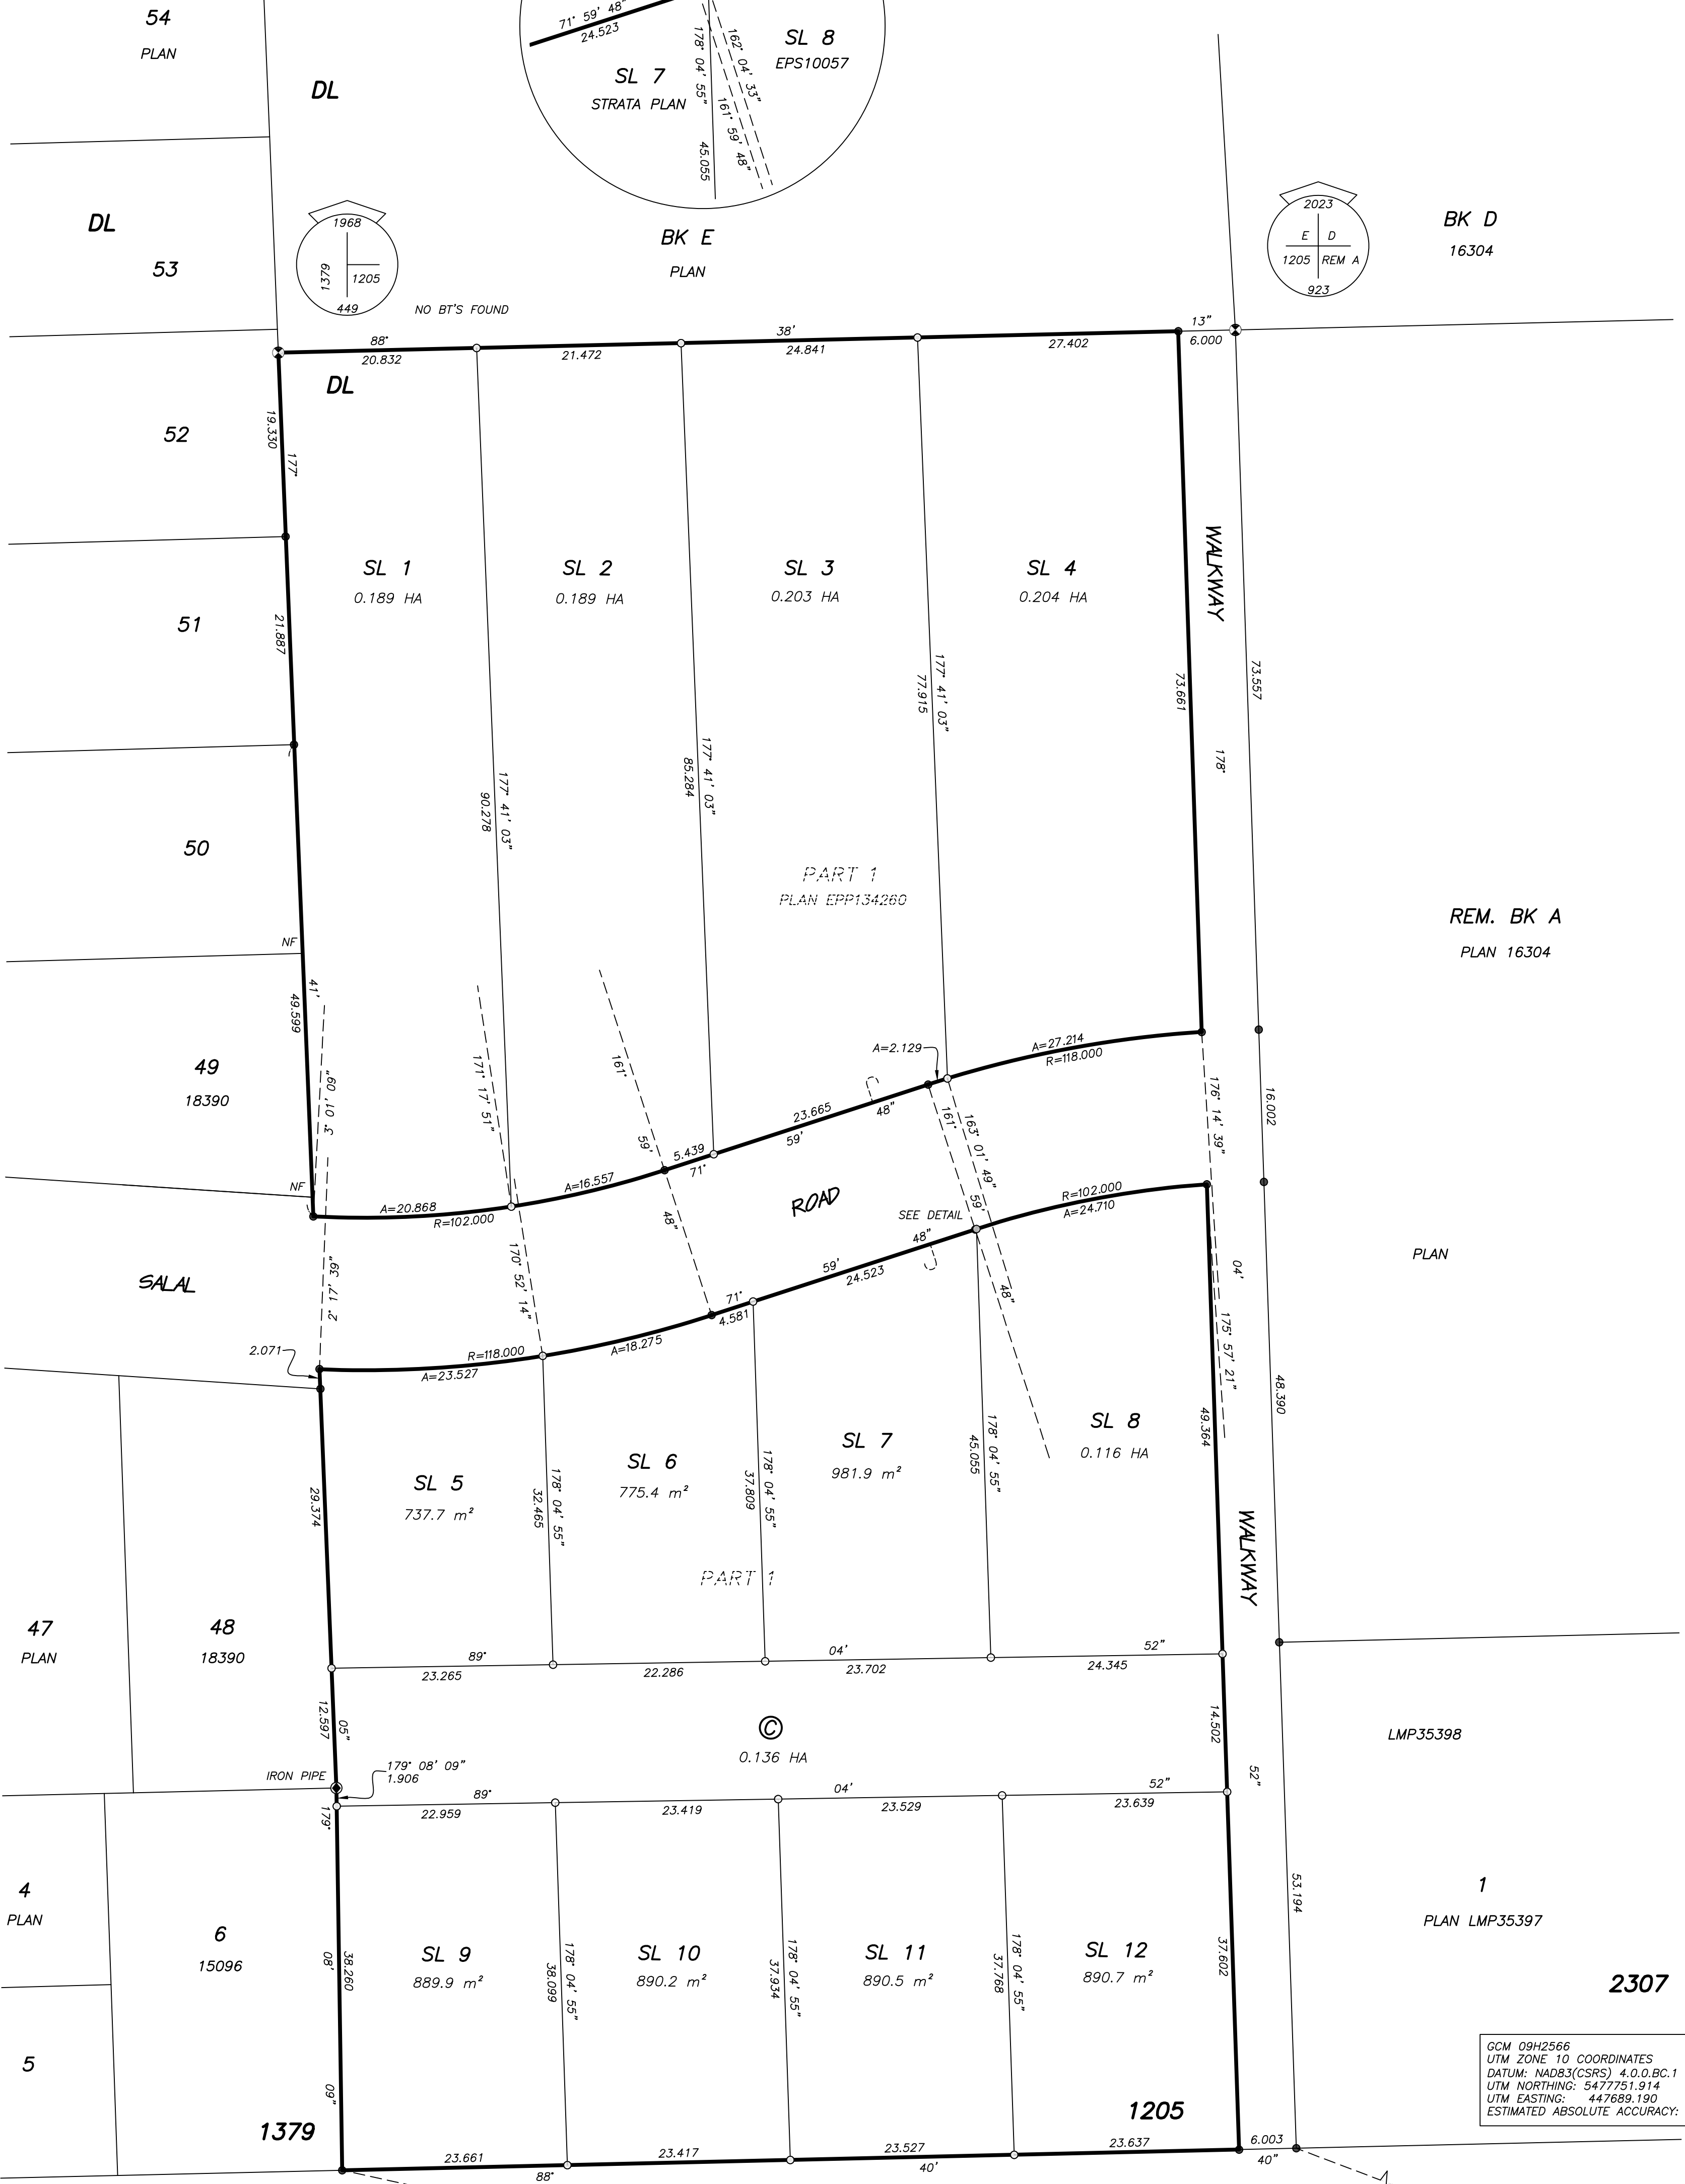 54
PLAN
71° 59' 48"
24.523
SL 8
EPS10057
178° 04' 55"
162° 04' 33"
SL 7
STRATA PLAN
161° 59' 48"
45.055
DL
DL
53
1968
1379
1205
449
NO BT'S FOUND
BK E
PLAN
2023
E D
1205 REM A
923
BK D
16304
88°
38'
13"
20.832
21.472
24.841
27.402
6.000
DL
19.330
177°
52
51
21.887
SL 1
0.189 HA
SL 2
0.189 HA
SL 3
0.203 HA
SL 4
0.204 HA
WALKWAY
73.661
73.557
178°
177° 41' 03"
90.278
177° 41' 03"
85.284
177° 41' 03"
77.915
PART 1
PLAN EPP134260
50
NF
41'
49.599
49
18390
NF
3° 01' 09"
171° 17' 51"
161°
59'
48"
REM. BK A
PLAN 16304
A=20.868
R=102.000
A=16.557
5.439
71°
23.665
59'
48"
A=2.129
A=27.214
R=118.000
161°
59'
48"
163° 01' 49"
176° 14' 39"
16.002
ROAD
SEE DETAIL
R=102.000
A=24.710
SALAL
2° 17' 39"
170° 52' 14"
2.071
R=118.000
A=23.527
A=18.275
71°
4.581
59'
24.523
48"
04'
175° 57' 21"
PLAN
48.390
49.364
SL 5
737.7 m²
SL 6
775.4 m²
SL 7
981.9 m²
SL 8
0.116 HA
29.374
178° 04' 55"
32.465
178° 04' 55"
37.809
178° 04' 55"
45.055
PART 1
WALKWAY
47
PLAN
48
18390
89°
04'
52"
23.265
22.286
23.702
24.345
12.597
05"
©
0.136 HA
14.502
52"
LMP35398
IRON PIPE
179° 08' 09"
1.906
179°
89°
04'
52"
22.959
23.419
23.529
23.639
4
PLAN
6
15096
5
08'
38.260
09"
SL 9
889.9 m²
SL 10
890.2 m²
SL 11
890.5 m²
SL 12
890.7 m²
178° 04' 55"
38.099
178° 04' 55"
37.934
178° 04' 55"
37.768
37.602
53.194
1
PLAN LMP35397
2307
GCM 09H2566
UTM ZONE 10 COORDINATES
DATUM: NAD83(CSRS) 4.0.0.BC.1
UTM NORTHING: 5477751.914
UTM EASTING: 447689.190
ESTIMATED ABSOLUTE ACCURACY:
1379
1205
23.661
23.417
23.527
23.637
6.003
88°
40'
40"